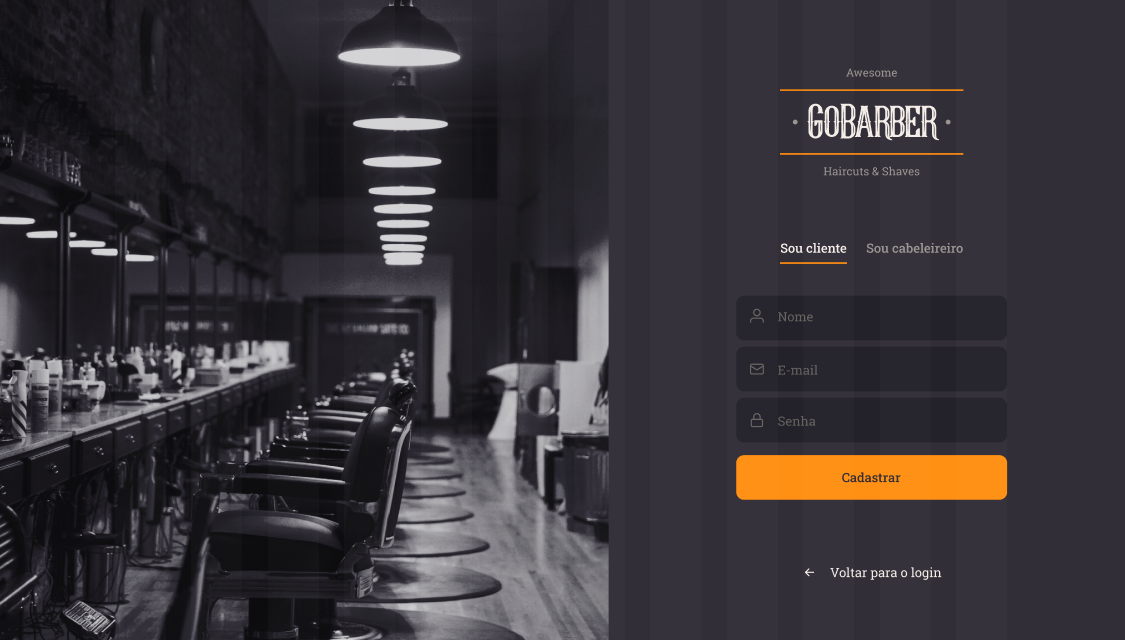 Awesome
GOBARBER
Haircuts & Shaves
Sou cliente
Sou cabeleireiro
Nome
E-mail
Senha
Cadastrar
Voltar para o login